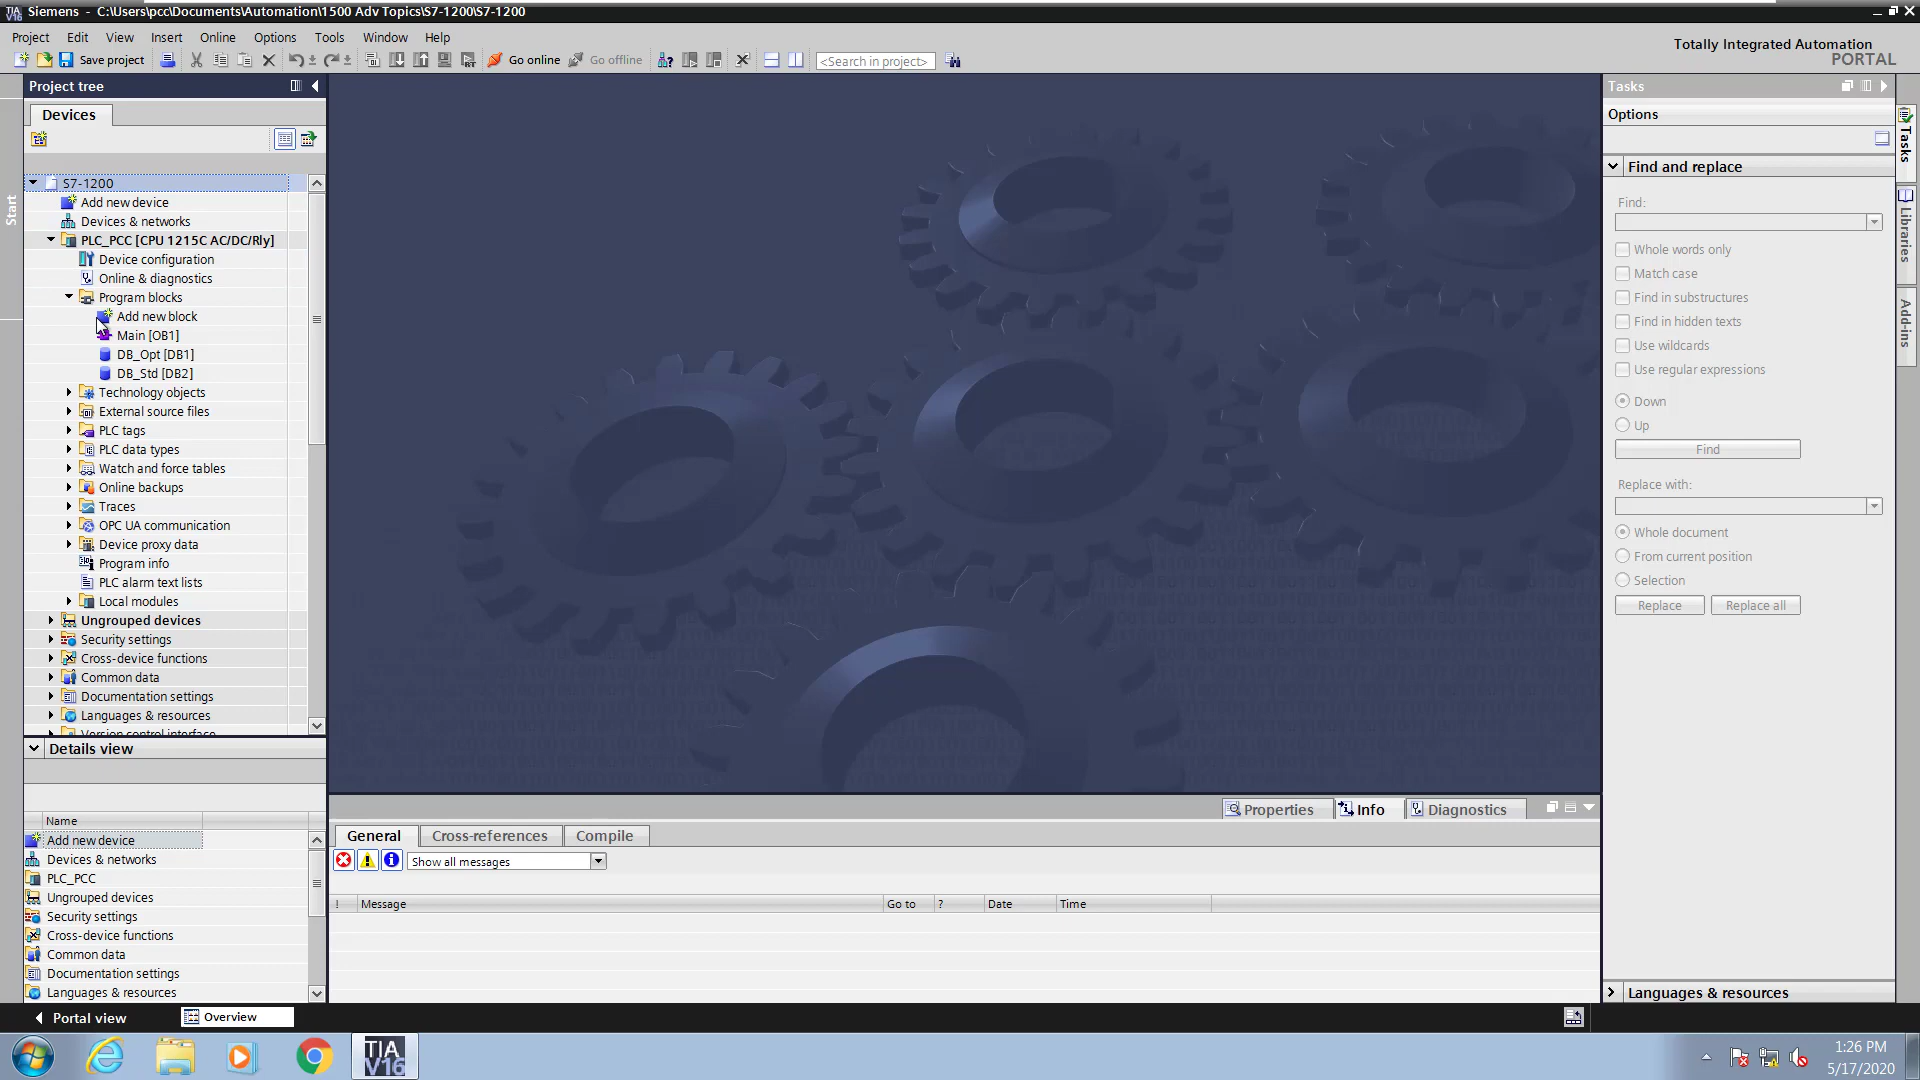 Siemens - C:\Users\pcc\Documents\Automation\1500 Adv Topics\S7-1200\S7-1200
Project Edit View Insert Online Options Tools Window Help
Totally Integrated Automation
PORTAL
Save project
Go online
Go offline
<Search in project>
Project tree
Devices
Start
S7-1200
Add new device
Devices & networks
PLC_PCC [CPU 1215C AC/DC/Rly]
Device configuration
Online & diagnostics
Program blocks
Add new block
Main [OB1]
DB_Opt [DB1]
DB_Std [DB2]
Technology objects
External source files
PLC tags
PLC data types
Watch and force tables
Online backups
Traces
OPC UA communication
Device proxy data
Program info
PLC alarm text lists
Local modules
Ungrouped devices
Security settings
Cross-device functions
Common data
Documentation settings
Languages & resources
Version control interface
Details view
Name
Add new device
Devices & networks
PLC_PCC
Ungrouped devices
Security settings
Cross-device functions
Common data
Documentation settings
Languages & resources
Properties
Info
Diagnostics
General
Cross-references
Compile
Show all messages
! Message Go to ? Date Time
Tasks
Options
Find and replace
Find:
Whole words only
Match case
Find in substructures
Find in hidden texts
Use wildcards
Use regular expressions
Down
Up
Find
Replace with:
Whole document
From current position
Selection
Replace
Replace all
Languages & resources
Tasks
Libraries
Add-ins
Portal view
Overview
TIA
V16
1:26 PM
5/17/2020